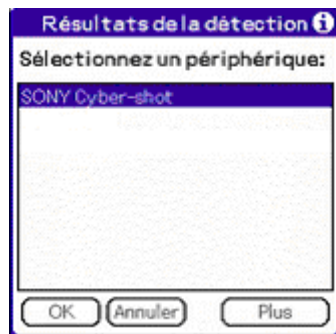 Résultats de la détection
Sélectionnez un périphérique:
SONY Cyber-shot
OK Annuler Plus